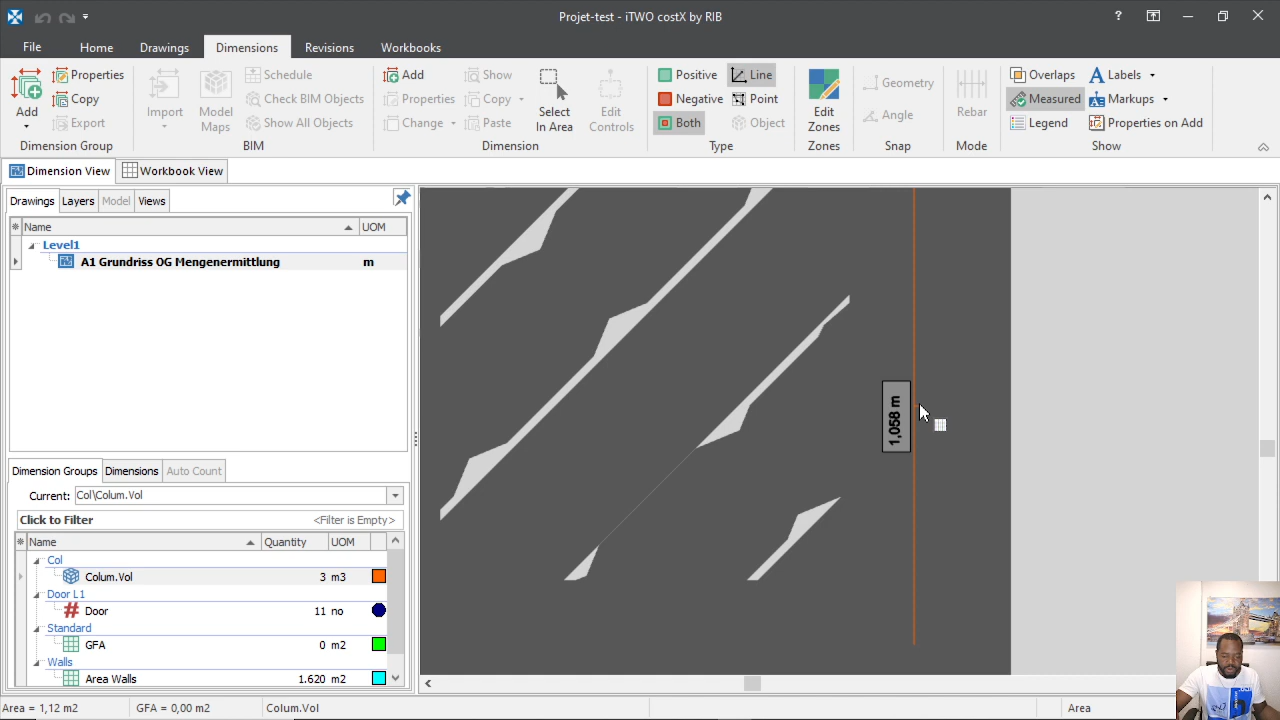 Projet-test - iTWO costX by RIB
?
File
Home
Drawings
Dimensions
Revisions
Workbooks
Add
Properties
Copy
Export
Dimension Group
Import
Model Maps
Schedule
Check BIM Objects
Show All Objects
BIM
Add
Properties
Change
Show
Copy
Paste
Select In Area
Edit Controls
Dimension
Positive
Negative
Both
Line
Point
Object
Type
Edit Zones
Zones
Geometry
Angle
Snap
Rebar
Mode
Overlaps
Measured
Legend
Labels
Markups
Properties on Add
Show
Dimension View
Workbook View
Drawings
Layers
Model
Views
Name
UOM
Level1
A1 Grundriss OG Mengenermittlung m
1,058 m
Dimension Groups
Dimensions
Auto Count
Current: Col\Colum.Vol
Click to Filter <Filter is Empty>
Name Quantity UOM
Col
Colum.Vol 3 m3
Door L1
Door 11 no
Standard
GFA 0 m2
Walls
Area Walls 1.620 m2
Area = 1,12 m2
GFA = 0,00 m2
Colum.Vol
Area